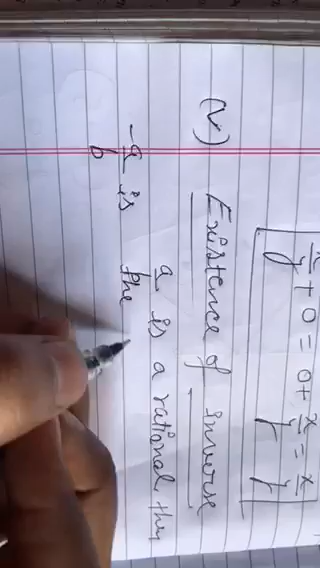 x/y + 0 = 0 + x/y = x/y
(v) Existence of inverse
a is a rational then
-a/b is the